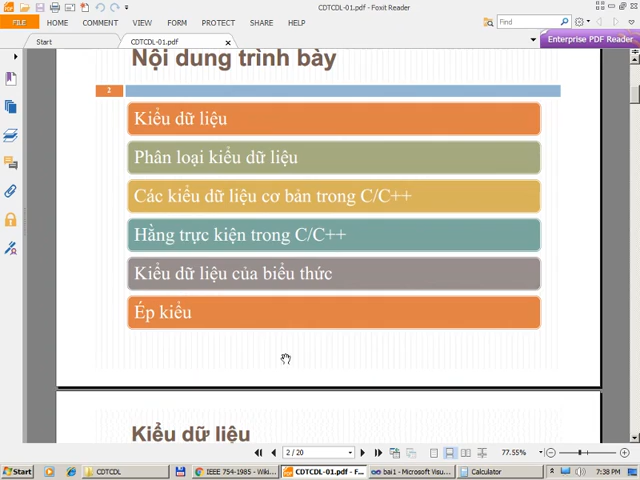 CDTCDL-01.pdf - Foxit Reader
FILE HOME COMMENT VIEW FORM PROTECT SHARE HELP Find
Start CDTCDL-01.pdf Enterprise PDF Reader
Nội dung trình bày
2
Kiểu dữ liệu
Phân loại kiểu dữ liệu
Các kiểu dữ liệu cơ bản trong C/C++
Hằng trực kiện trong C/C++
Kiểu dữ liệu của biểu thức
Ép kiểu
Kiểu dữ liệu
2 / 20 77.55%
Start CDTCDL IEEE 754-1985 - Wiki... CDTCDL-01.pdf - F... bai1 - Microsoft Visu... Calculator 7:38 PM